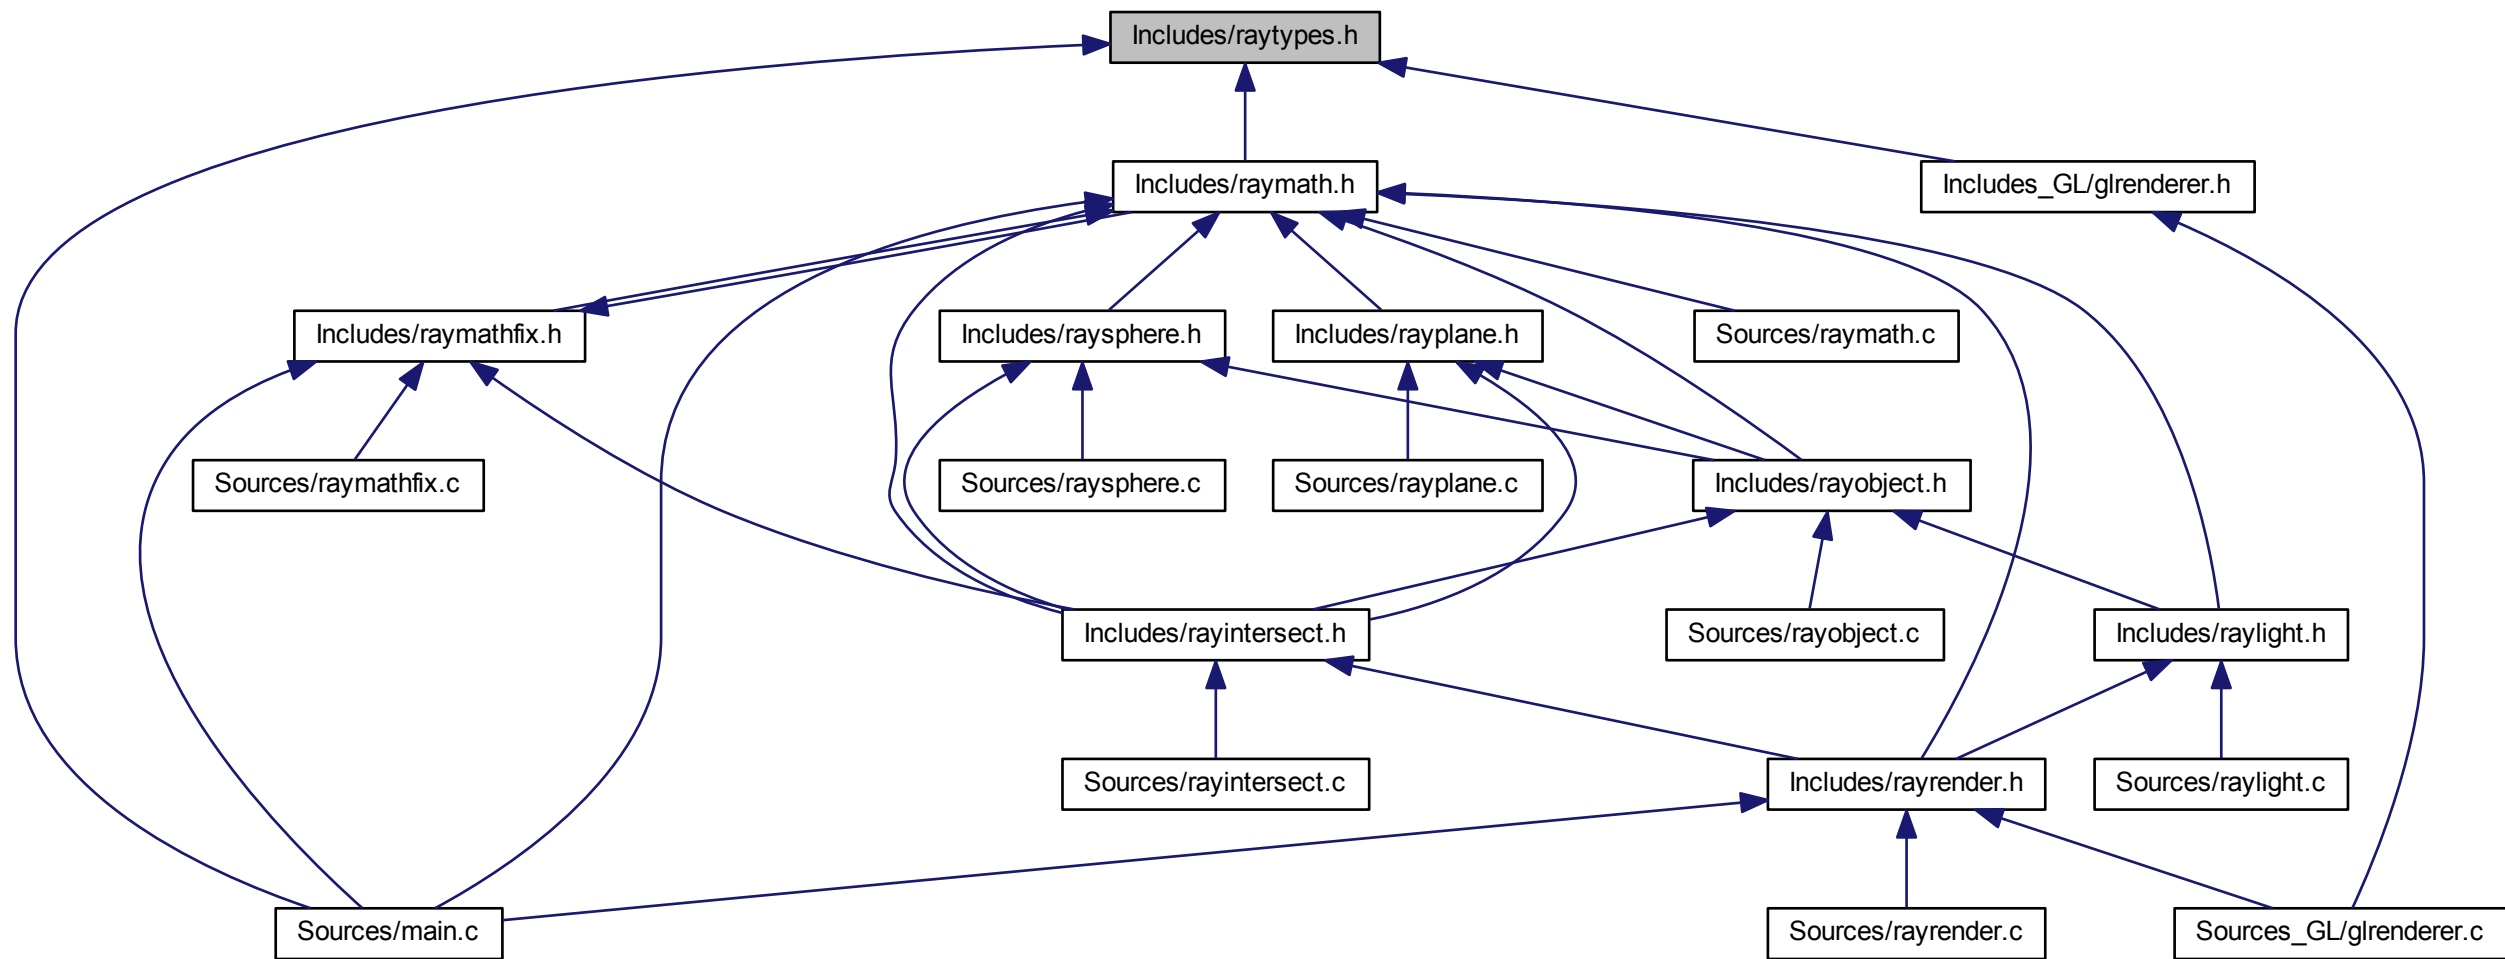 Includes/raytypes.h
Includes/raymath.h
Includes_GL/glrenderer.h
Includes/raymathfix.h
Includes/raysphere.h
Includes/rayplane.h
Sources/raymath.c
Sources/raymathfix.c
Sources/raysphere.c
Sources/rayplane.c
Includes/rayobject.h
Includes/rayintersect.h
Sources/rayobject.c
Includes/raylight.h
Sources/rayintersect.c
Includes/rayrender.h
Sources/raylight.c
Sources/main.c
Sources/rayrender.c
Sources_GL/glrenderer.c